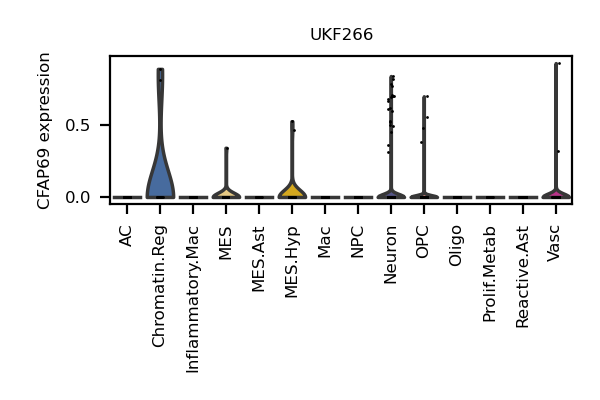 UKF266
CFAP69 expression
0.5
0.0
AC
Chromatin.Reg
Inflammatory.Mac
MES
MES.Ast
MES.Hyp
Mac
NPC
Neuron
OPC
Oligo
Prolif.Metab
Reactive.Ast
Vasc